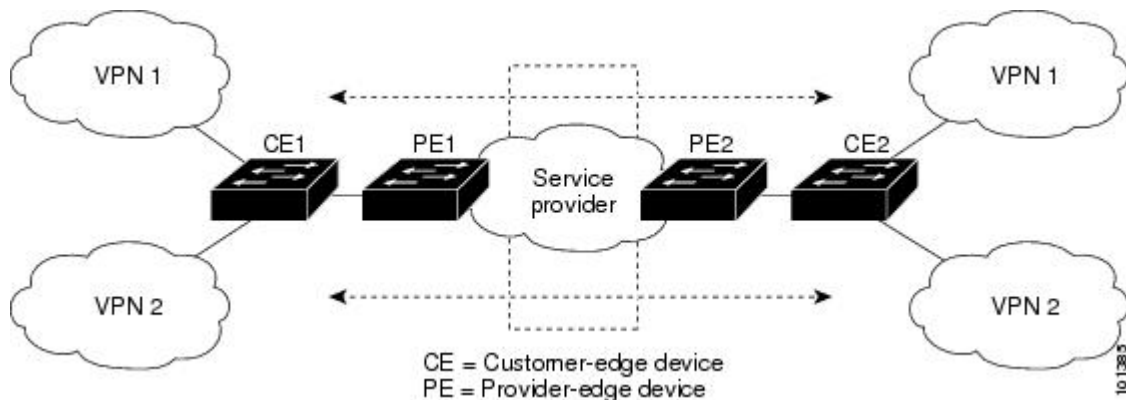 VPN 1
VPN 1
CE1
PE1
PE2
CE2
Service
provider
VPN 2
VPN 2
CE = Customer-edge device
PE = Provider-edge device
101385